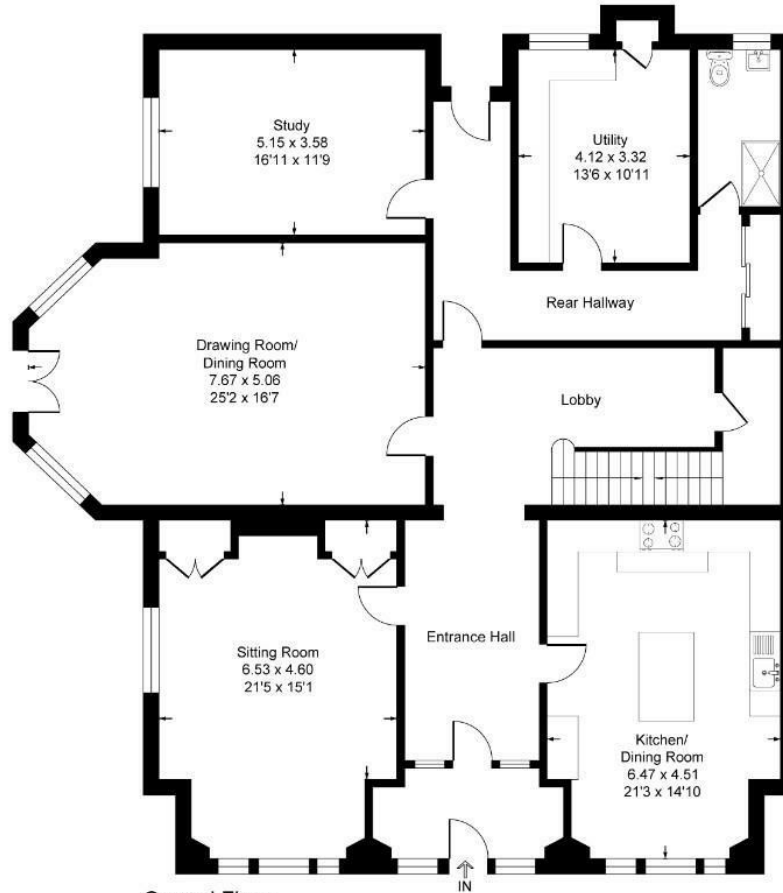 Study
5.15 x 3.58
16'11 x 11'9
Utility
4.12 x 3.32
13'6 x 10'11
Rear Hallway
Drawing Room/
Dining Room
7.67 x 5.06
25'2 x 16'7
Lobby
Entrance Hall
Sitting Room
6.53 x 4.60
21'5 x 15'1
Kitchen/
Dining Room
6.47 x 4.51
21'3 x 14'10
IN